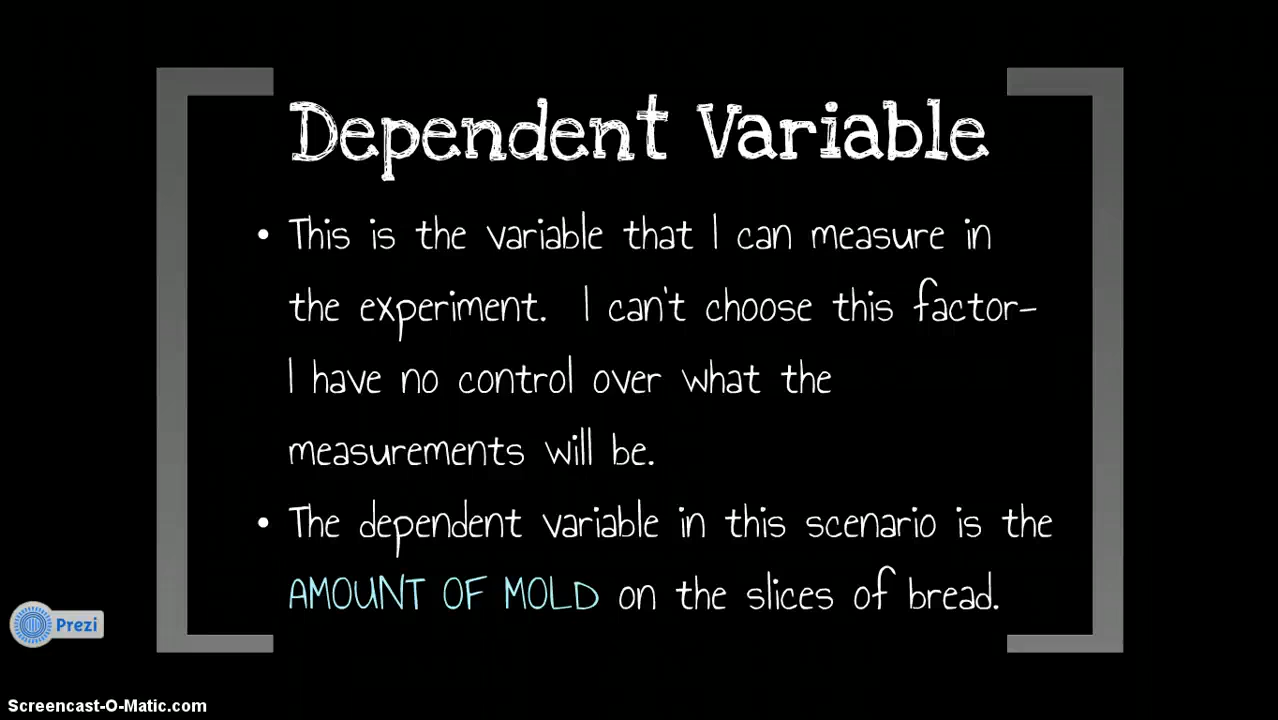 Dependent Variable
• This is the variable that I can measure in
the experiment. I can't choose this factor-
I have no control over what the
measurements will be.
• The dependent variable in this scenario is the
AMOUNT OF MOLD on the slices of bread.
Prezi
Screencast-O-Matic.com